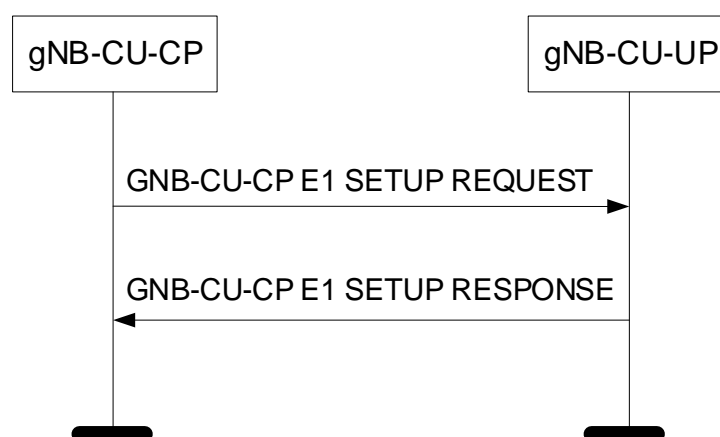 gNB-CU-CP
gNB-CU-UP
GNB-CU-CP E1 SETUP REQUEST
GNB-CU-CP E1 SETUP RESPONSE